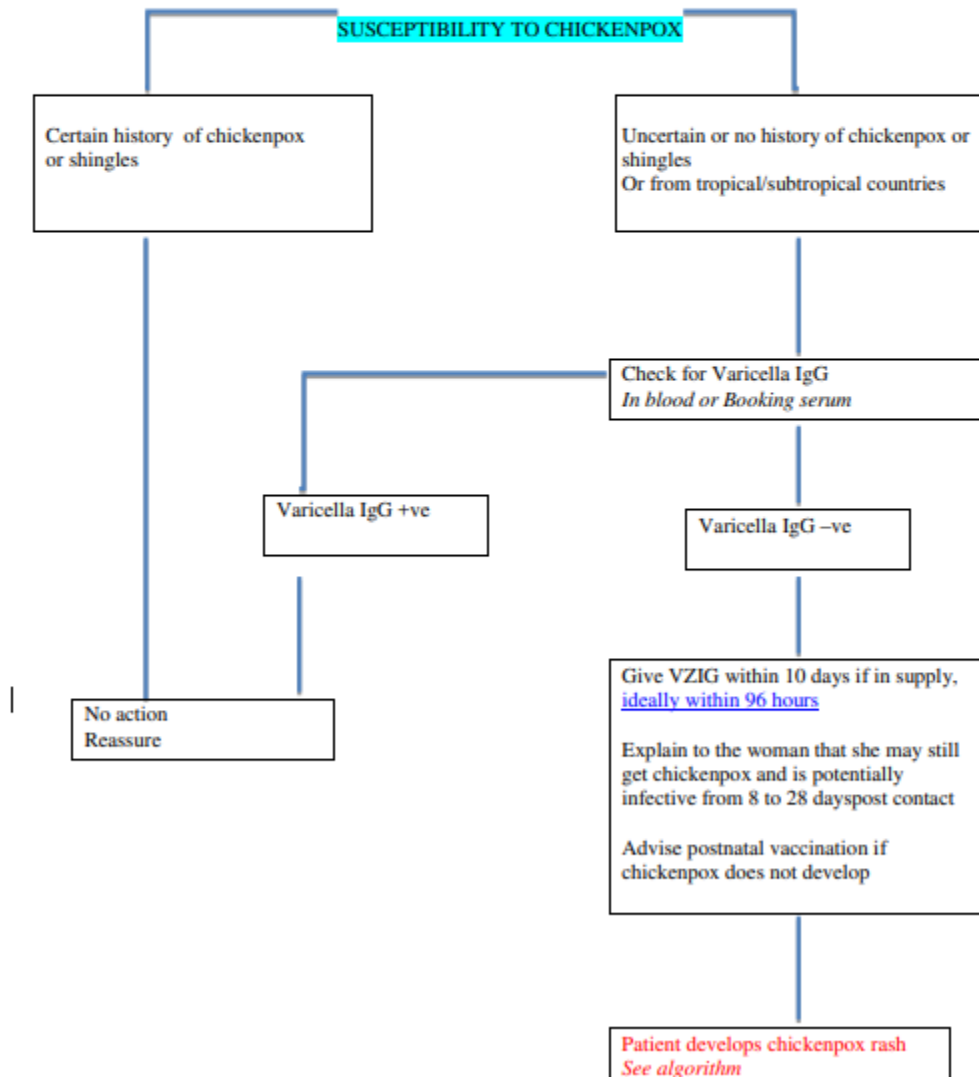 SUSCEPTIBILITY TO CHICKENPOX
Certain history of chickenpox
or shingles
Uncertain or no history of chickenpox or
shingles
Or from tropical/subtropical countries
Check for Varicella IgG
In blood or Booking serum
Varicella IgG +ve
Varicella IgG –ve
No action
Reassure
Give VZIG within 10 days if in supply,
ideally within 96 hours
Explain to the woman that she may still
get chickenpox and is potentially
infective from 8 to 28 dayspost contact
Advise postnatal vaccination if
chickenpox does not develop
Patient develops chickenpox rash
See algorithm